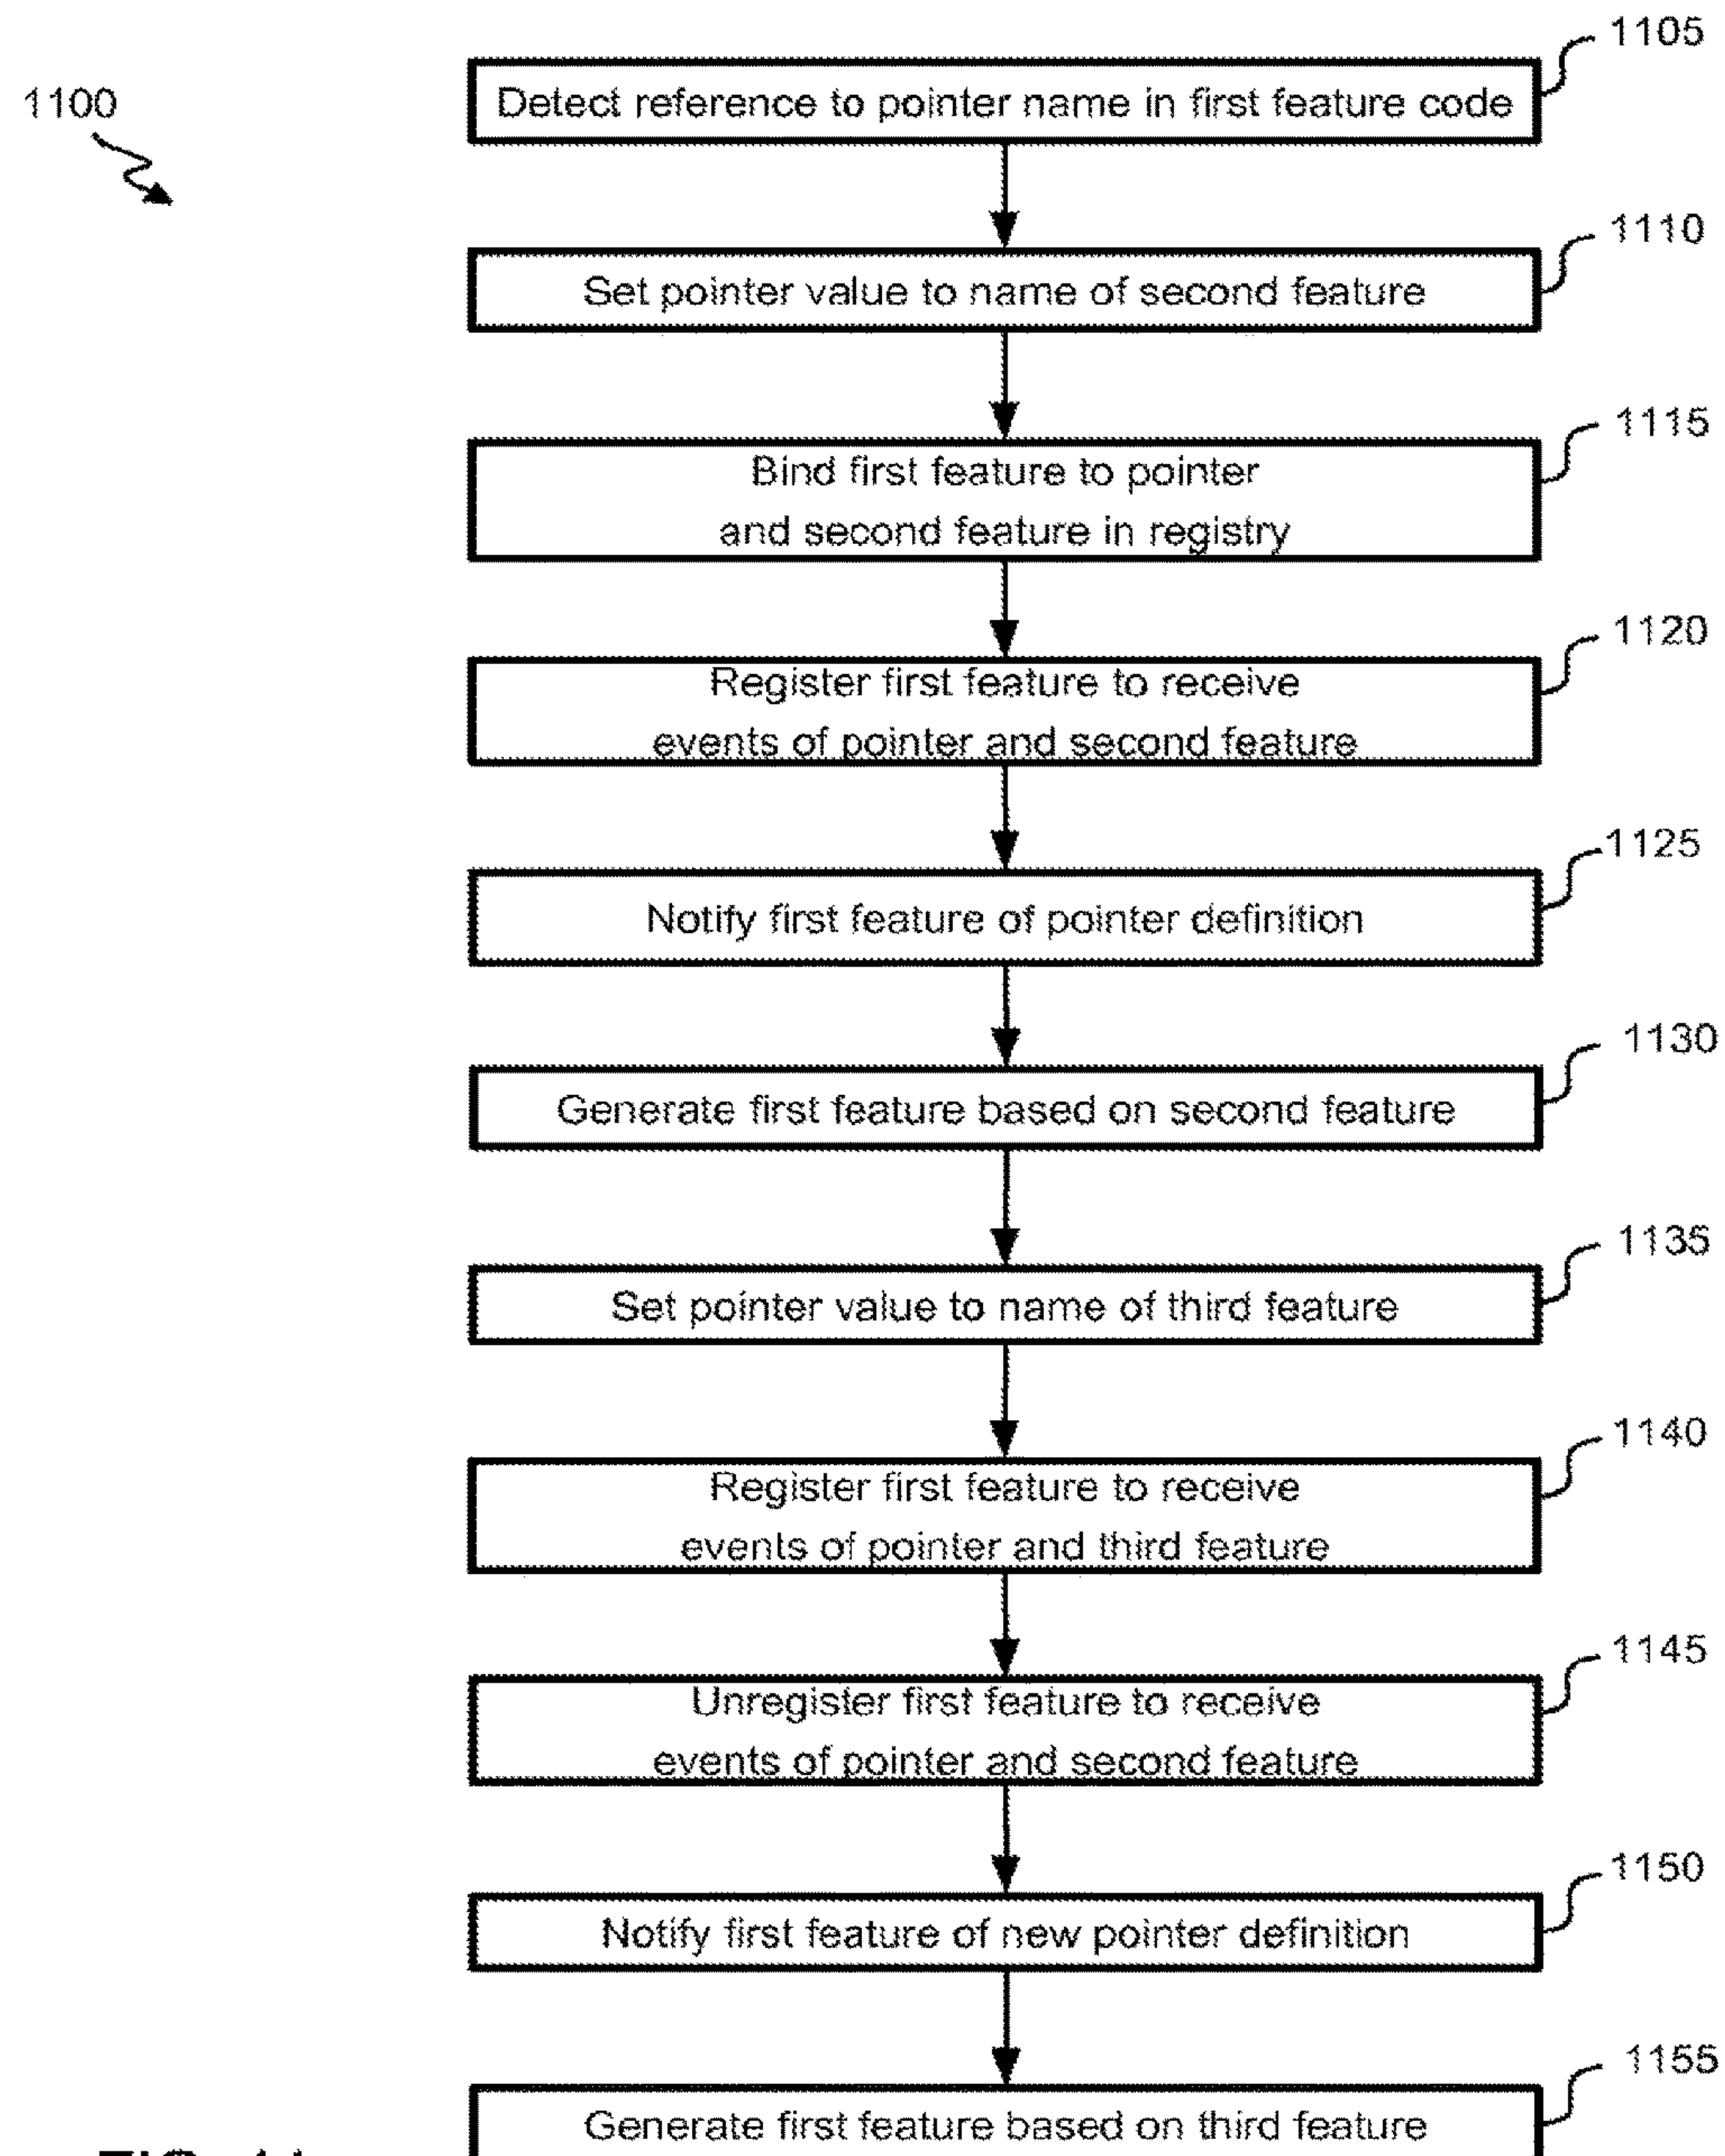 1105
1100
Detect reference to pointer name in first feature code
1110
Set pointer value to name of second feature
1115
Bind first feature to pointer
and second feature in registry
1120
Register first feature to receive
events of pointer and second feature
1125
Notify first feature of pointer definition
1130
Generate first feature based on second feature
1135
Set pointer value to name of third feature
1140
Register first feature to receive
events of pointer and third feature
1145
Unregister first feature to receive
events of pointer and second feature
1150
Notify first feature of new pointer definition
1155
Generate first feature based on third feature